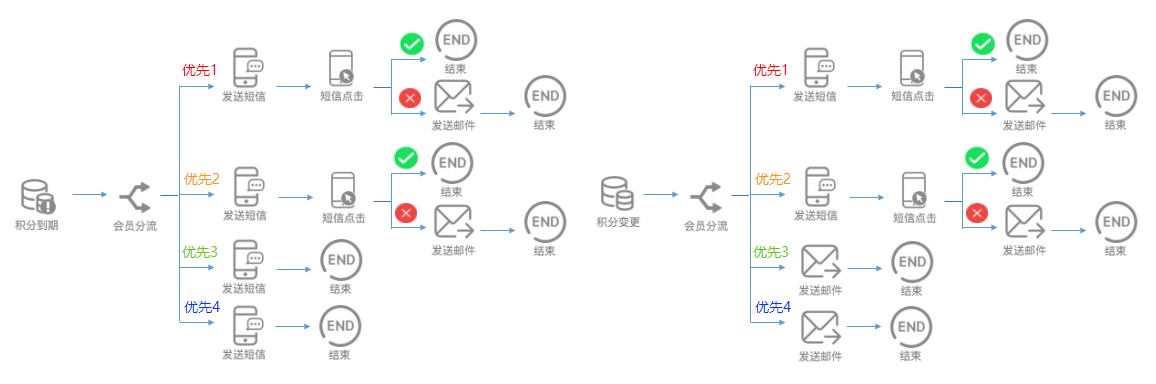 END
结束
优先1
发送短信
短信点击
END
发送邮件
结束
END
结束
优先2
发送短信
短信点击
END
发送邮件
结束
积分到期
会员分流
优先3
发送短信
END
结束
优先4
发送短信
END
结束
END
结束
优先1
发送短信
短信点击
END
发送邮件
结束
END
结束
优先2
发送短信
短信点击
END
发送邮件
结束
积分变更
会员分流
优先3
发送邮件
END
结束
优先4
发送邮件
END
结束